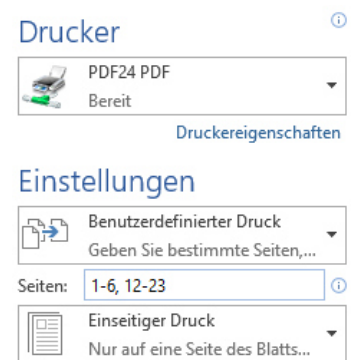 Drucker
PDF24 PDF
Bereit
Druckereigenschaften
Einstellungen
Benutzerdefinierter Druck
Geben Sie bestimmte Seiten,...
Seiten: 1-6, 12-23
Einseitiger Druck
Nur auf eine Seite des Blatts...